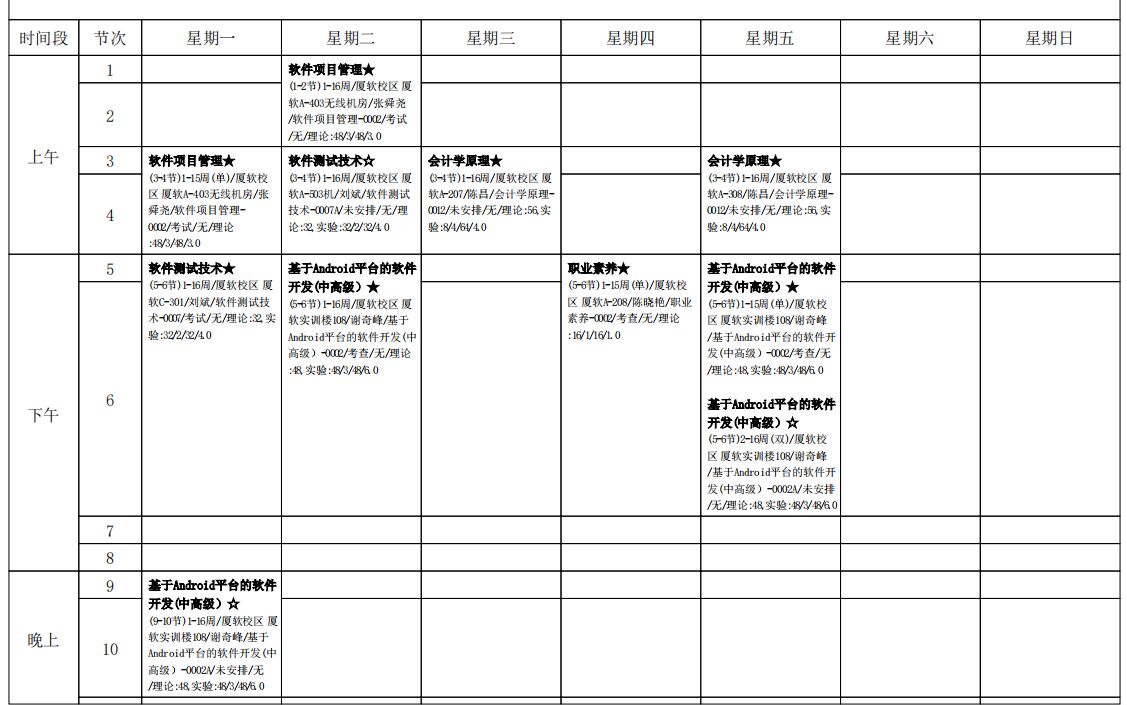 时间段 节次 星期一 星期二 星期三 星期四 星期五 星期六 星期日
上午
1
软件项目管理★
(1-2节)1-16周/厦软校区 厦
软A-403无线机房/张舜尧
/软件项目管理-0002/考试
/无/理论:48/3/48/3.0
2
3
软件项目管理★
(3-4节)1-15周(单)/厦软校
区 厦软A-403无线机房/张
舜尧/软件项目管理-
0002/考试/无/理论
:48/3/48/3.0
软件测试技术☆
(3-4节)1-16周/厦软校区 厦
软A-503机/刘斌/软件测试
技术-0007A/未安排/无/理
论:32,实验:32/2/32/4.0
会计学原理★
(3-4节)1-16周/厦软校区 厦
软A-207/陈昌/会计学原理-
0012/未安排/无/理论:56,实
验:8/4/64/4.0
会计学原理★
(3-4节)1-16周/厦软校区 厦
软A-308/陈昌/会计学原理-
0012/未安排/无/理论:56,实
验:8/4/64/4.0
4
下午
5
软件测试技术★
(5-6节)1-16周/厦软校区 厦
软C-301/刘斌/软件测试技
术-0007/考试/无/理论:32,实
验:32/2/32/4.0
基于Android平台的软件
开发(中高级）★
(5-6节)1-16周/厦软校区 厦
软实训楼108/谢奇峰/基于
Android平台的软件开发(中
高级）-0002/考查/无/理论
:48,实验:48/3/48/6.0
职业素养★
(5-6节)1-15周(单)/厦软校
区 厦软A-208/陈晓艳/职业
素养-0002/考查/无/理论
:16/1/16/1.0
基于Android平台的软件
开发(中高级）★
(5-6节)1-15周(单)/厦软校
区 厦软实训楼108/谢奇峰
/基于Android平台的软件开
发(中高级）-0002/考查/无
/理论:48,实验:48/3/48/6.0
基于Android平台的软件
开发(中高级）☆
(5-6节)2-16周(双)/厦软校
区 厦软实训楼108/谢奇峰
/基于Android平台的软件开
发(中高级）-0002A/未安排
/无/理论:48,实验:48/3/48/6.0
6
7
8
晚上
9
基于Android平台的软件
开发(中高级）☆
(9-10节)1-16周/厦软校区 厦
软实训楼108/谢奇峰/基于
Android平台的软件开发(中
高级）-0002A/未安排/无
/理论:48,实验:48/3/48/6.0
10